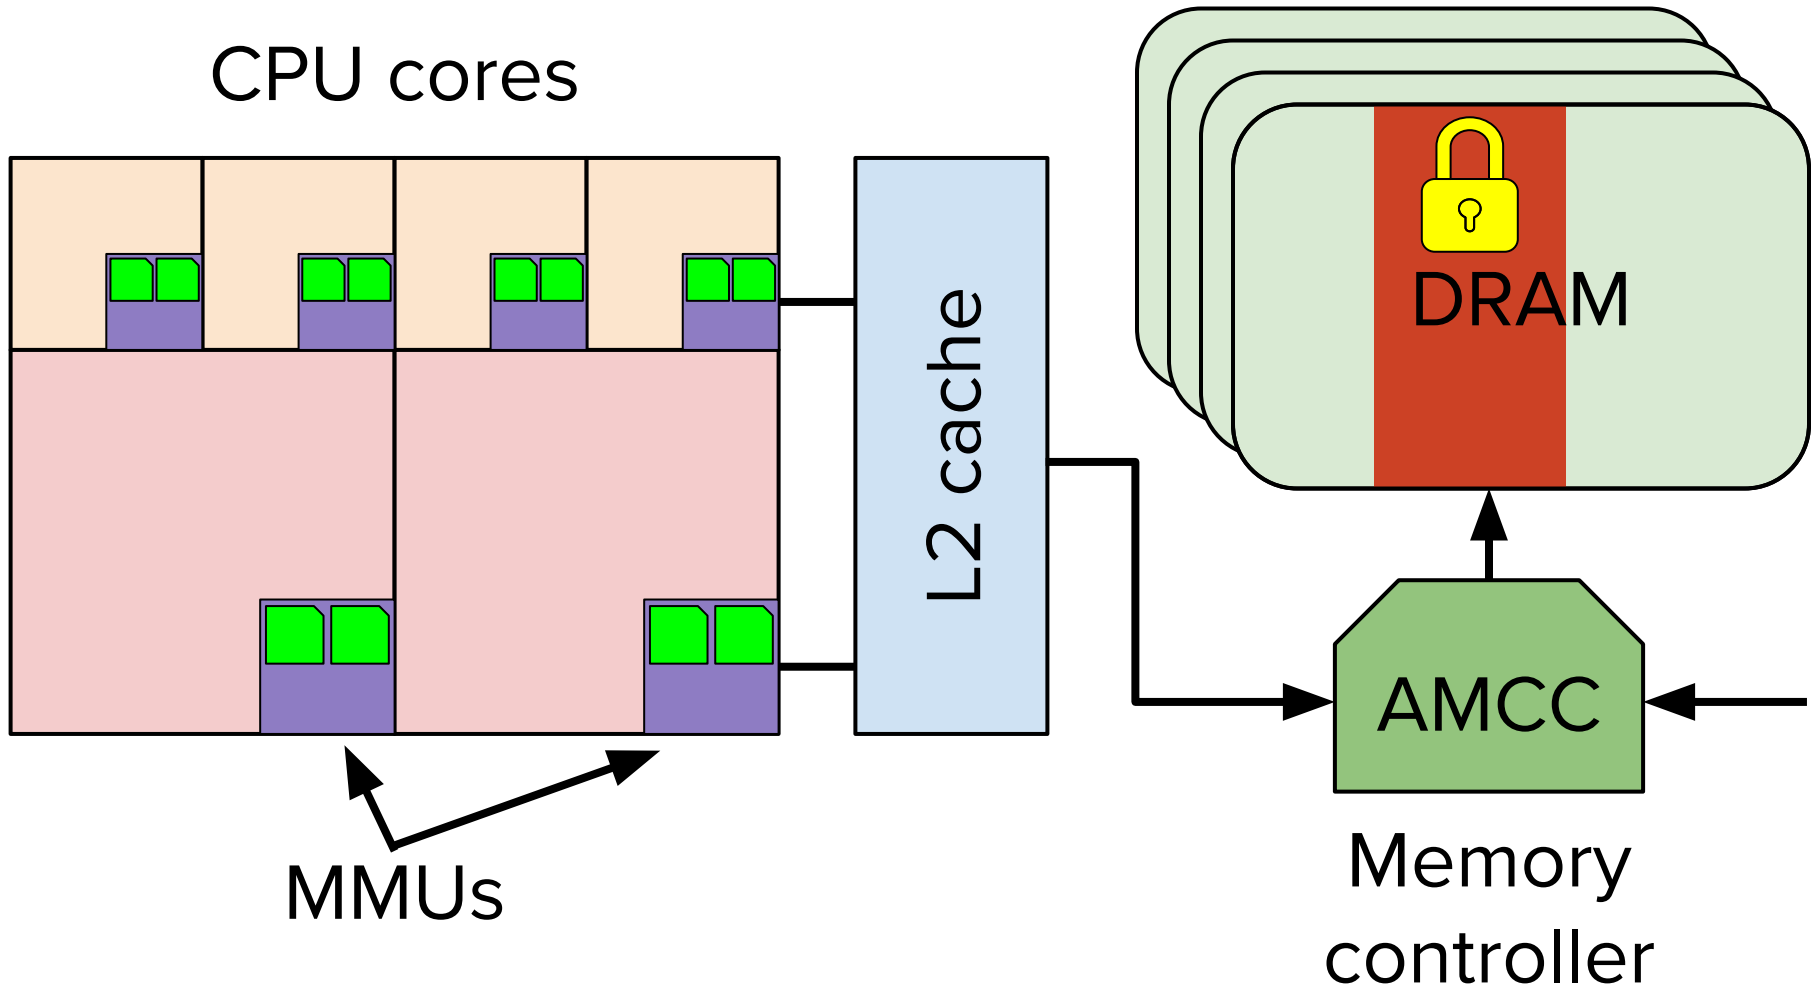 CPU cores
DRAM
L2 cache
AMCC
MMUs
Memory
controller